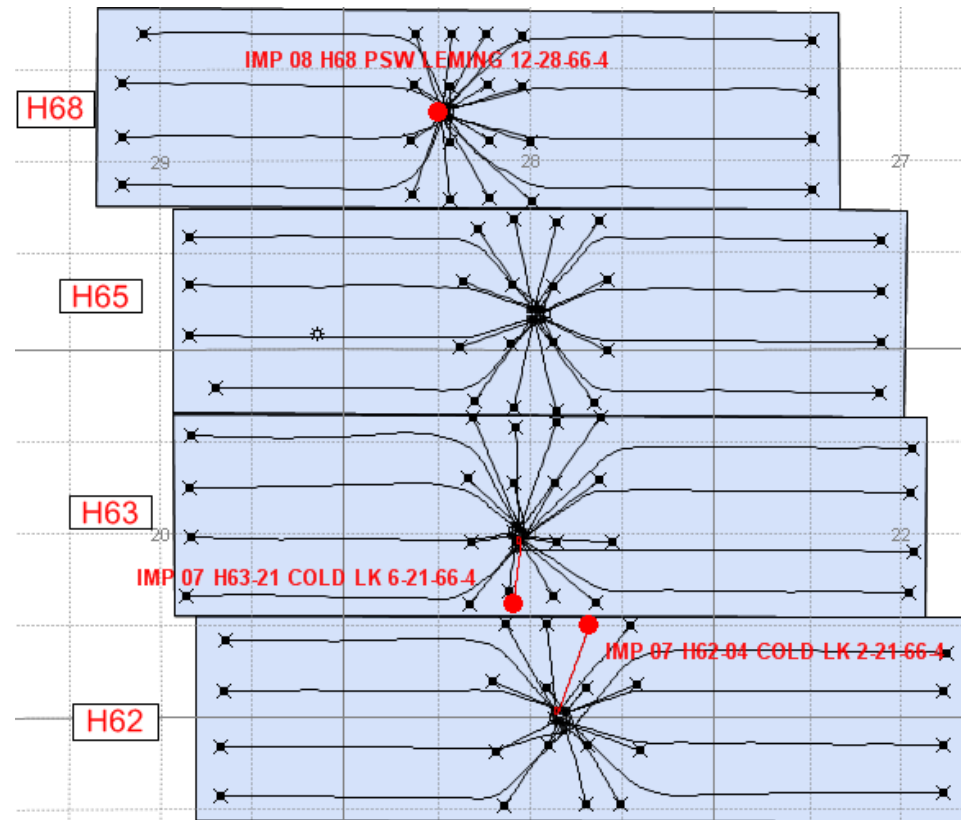 IMP 08 H68 PSW LEMING 12-28-66-4
H68
29
28
27
H65
H63
20
22
IMP 07 H63-21 COLD LK 6-21-66-4
IMP 07 H62-04 COLD LK 2-21-66-4
H62